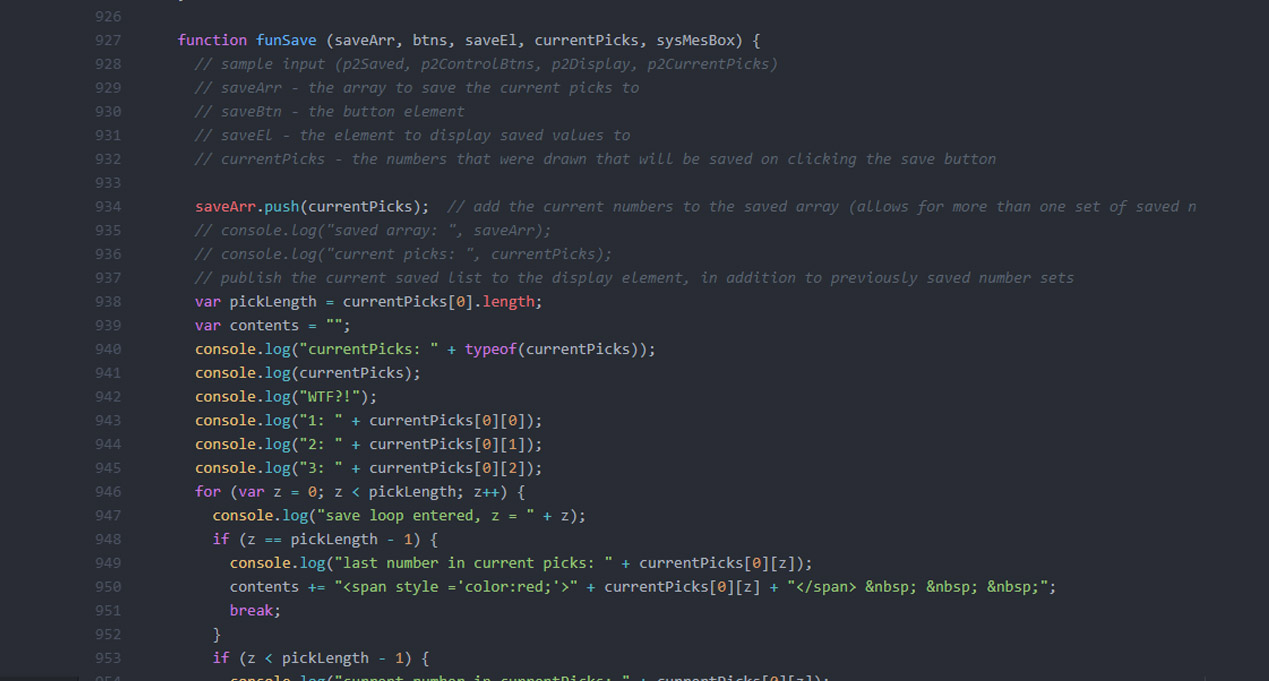 926
927 function funSave (saveArr, btns, saveEl, currentPicks, sysMesBox) {
928 // sample input (p2Saved, p2ControlBtns, p2Display, p2CurrentPicks)
929 // saveArr - the array to save the current picks to
930 // saveBtn - the button element
931 // saveEl - the element to display saved values to
932 // currentPicks - the numbers that were drawn that will be saved on clicking the save button
933
934 saveArr.push(currentPicks);  // add the current numbers to the saved array (allows for more than one set of saved n
935 // console.log("saved array: ", saveArr);
936 // console.log("current picks: ", currentPicks);
937 // publish the current saved list to the display element, in addition to previously saved number sets
938 var pickLength = currentPicks[0].length;
939 var contents = "";
940 console.log("currentPicks: " + typeof(currentPicks));
941 console.log(currentPicks);
942 console.log("WTF?!");
943 console.log("1: " + currentPicks[0][0]);
944 console.log("2: " + currentPicks[0][1]);
945 console.log("3: " + currentPicks[0][2]);
946 for (var z = 0; z < pickLength; z++) {
947 console.log("save loop entered, z = " + z);
948 if (z == pickLength - 1) {
949 console.log("last number in current picks: " + currentPicks[0][z]);
950 contents += "<span style ='color:red;'>" + currentPicks[0][z] + "</span> &nbsp; &nbsp; &nbsp;";
951 break;
952 }
953 if (z < pickLength - 1) {
954 console.log("current number in currentPicks: " + currentPicks[0][z]);